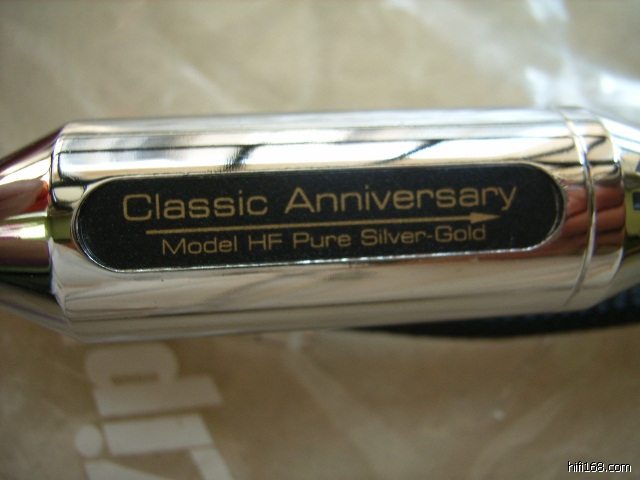 Classic Anniversary
Model HF Pure Silver-Gold
hifi168.com